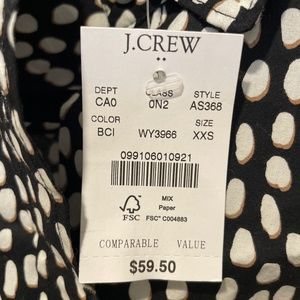 J.CREW
DEPT CLASS STYLE
CA0 0N2 AS368
COLOR SIZE
BCI WY3966 XXS
099106010921
MIX
Paper
FSC
FSC® C004883
COMPARABLE VALUE
$59.50